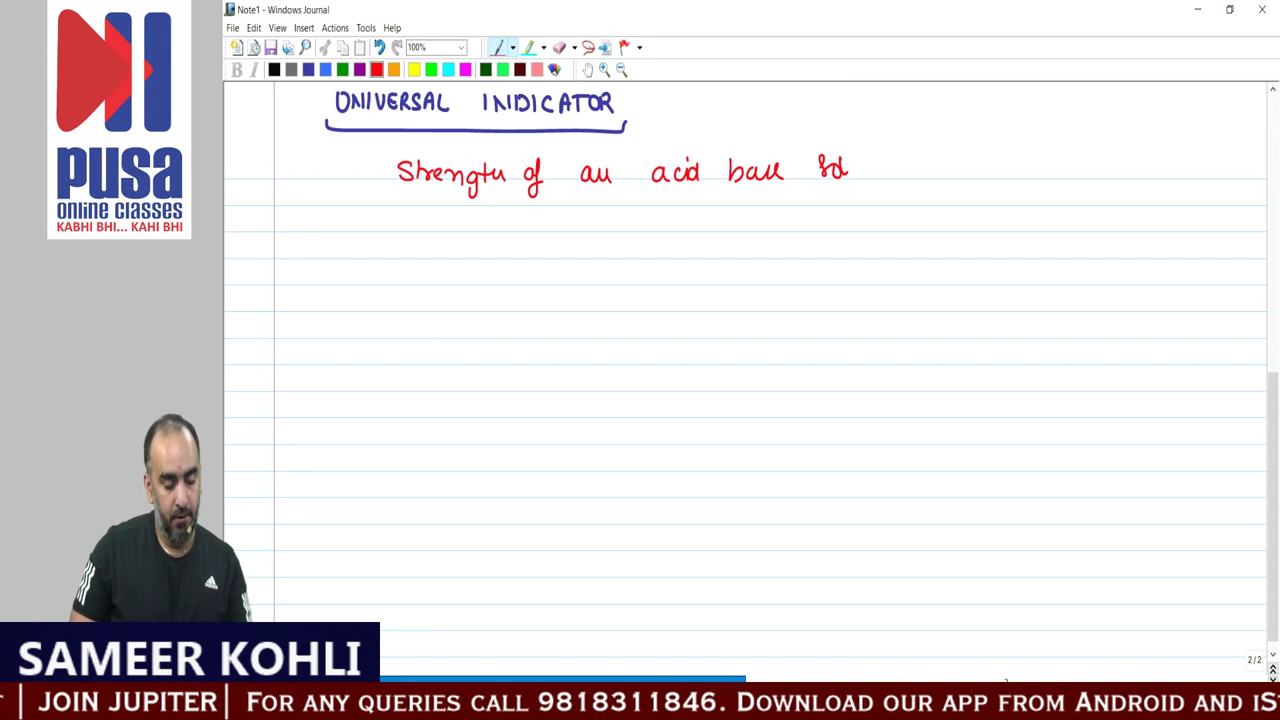 Note1 - Windows Journal
File Edit View Insert Actions Tools Help
100%
B I
PUSA
ONLINE CLASSES
KABHI BHI... KAHI BHI
UNIVERSAL INIDICATOR
Strength of an acid base
2/2
SAMEER KOHLI
| JOIN JUPITER| FOR ANY QUERIES CALL 9818311846. DOWNLOAD OUR APP FROM ANDROID AND iS